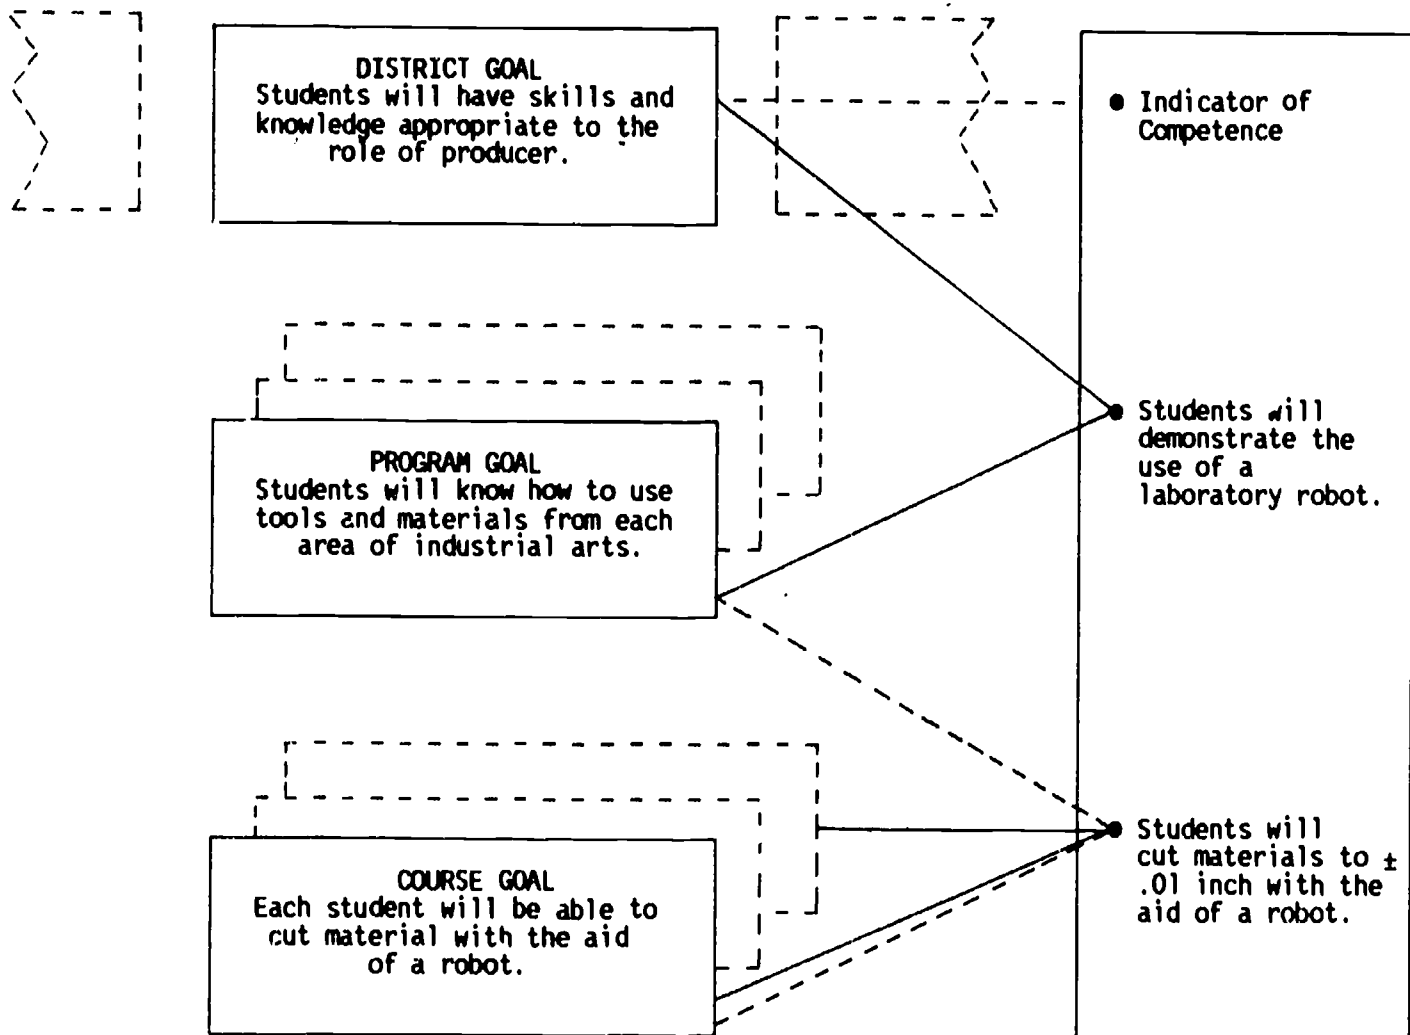 DISTRICT GOAL
Students will have skills and
knowledge appropriate to the
role of producer.
● Indicator of
Competence
● Students will
demonstrate the
use of a
laboratory robot.
PROGRAM GOAL
Students will know how to use
tools and materials from each
area of industrial arts.
● Students will
cut materials to ±
.01 inch with the
aid of a robot.
COURSE GOAL
Each student will be able to
cut material with the aid
of a robot.